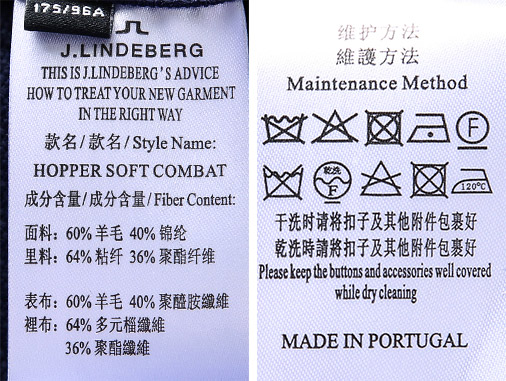 175/96A
J.LINDEBERG
THIS IS J.LINDEBERG'S ADVICE
HOW TO TREAT YOUR NEW GARMENT
IN THE RIGHT WAY
款名/款名/Style Name:
HOPPER SOFT COMBAT
成分含量/成分含量/Fiber Content:
面料: 60% 羊毛 40% 锦纶
里料: 64% 粘纤 36% 聚酯纤维
表布: 60% 羊毛 40% 聚醯胺纖維
裡布: 64% 多元酯纖維
36% 聚酯纖維
维护方法
維護方法
Maintenance Method
F
乾洗
F
120°C
干洗时请将扣子及其他附件包裹好
乾洗時請將扣子及其他附件包裹好
Please keep the buttons and accessories well covered
while dry cleaning
MADE IN PORTUGAL